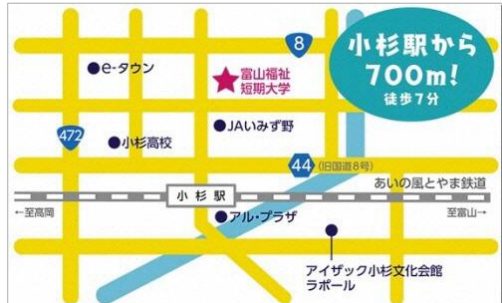 8
小杉駅から
700m!
徒歩7分
e-タウン
富山福祉
短期大学
472
小杉高校
JAいみず野
44
(旧国道8号)
あいの風とやま鉄道
小杉駅
←至高岡
アル・プラザ
至富山→
アイザック小杉文化会館
ラポール